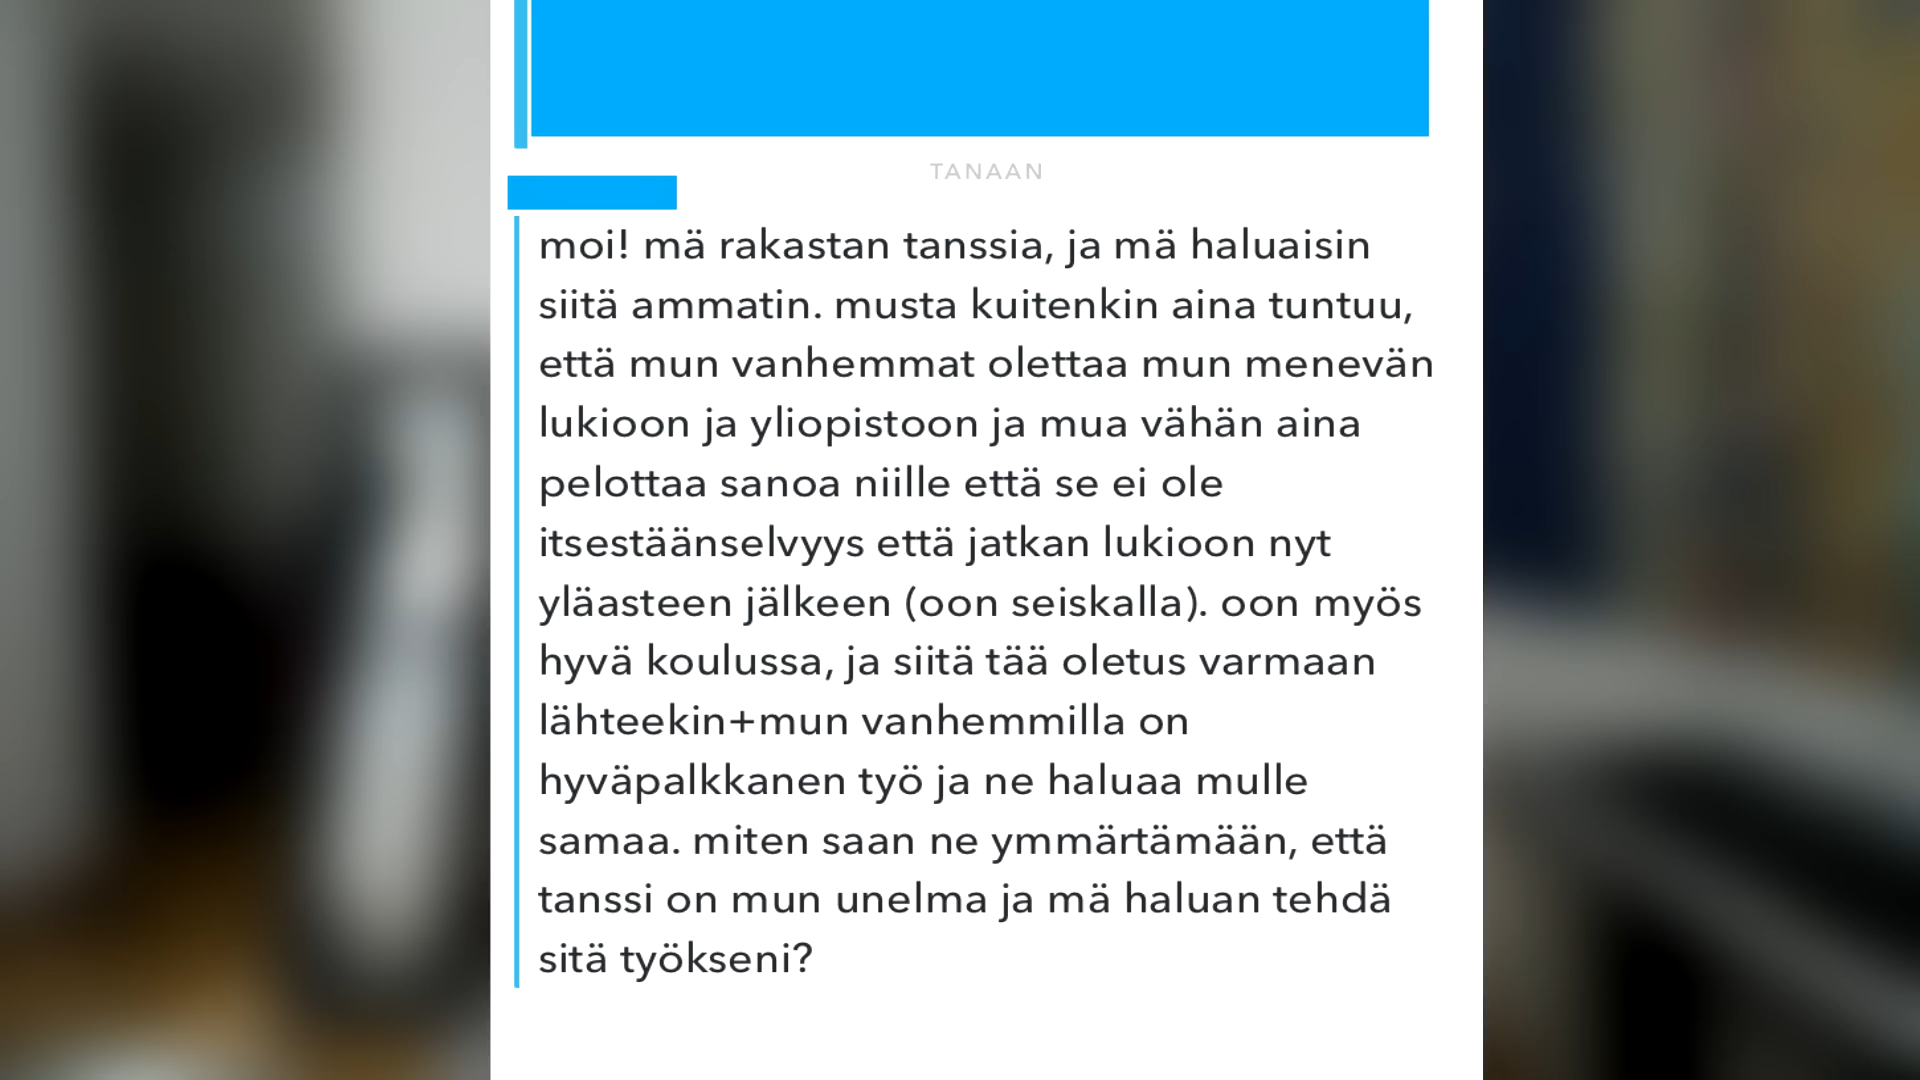 TANAAN
moi! mä rakastan tanssia, ja mä haluaisin
siitä ammatin. musta kuitenkin aina tuntuu,
että mun vanhemmat olettaa mun menevän
lukioon ja yliopistoon ja mua vähän aina
pelottaa sanoa niille että se ei ole
itsestäänselvyys että jatkan lukioon nyt
yläasteen jälkeen (oon seiskalla). oon myös
hyvä koulussa, ja siitä tää oletus varmaan
lähteekin+mun vanhemmilla on
hyväpalkkanen työ ja ne haluaa mulle
samaa. miten saan ne ymmärtämään, että
tanssi on mun unelma ja mä haluan tehdä
sitä työkseni?